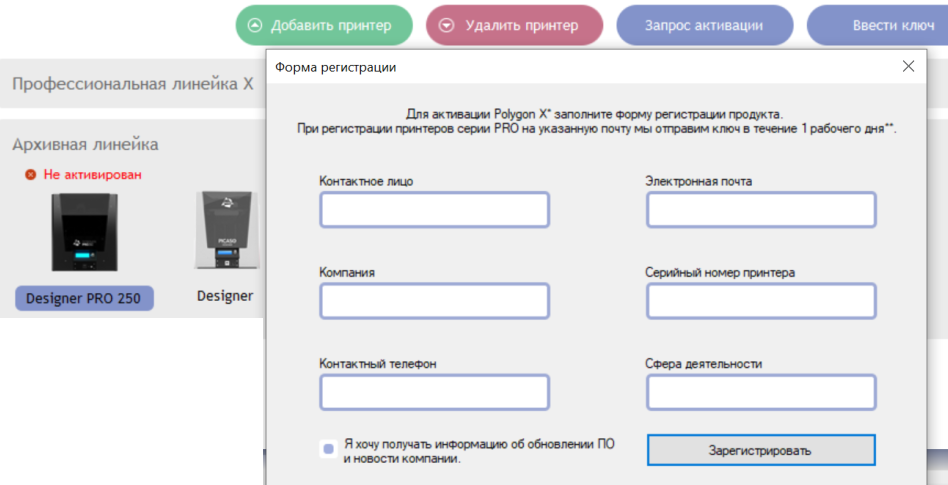 Добавить принтер
Удалить принтер
Запрос активации
Ввести ключ
Профессиональная линейка X
Архивная линейка
Не активирован
Designer PRO 250
PICASO
Designer
Форма регистрации
Для активации Polygon X* заполните форму регистрации продукта.
При регистрации принтеров серии PRO на указанную почту мы отправим ключ в течение 1 рабочего дня**.
Контактное лицо
Электронная почта
Компания
Серийный номер принтера
Контактный телефон
Сфера деятельности
Я хочу получать информацию об обновлении ПО
и новости компании.
Зарегистрировать